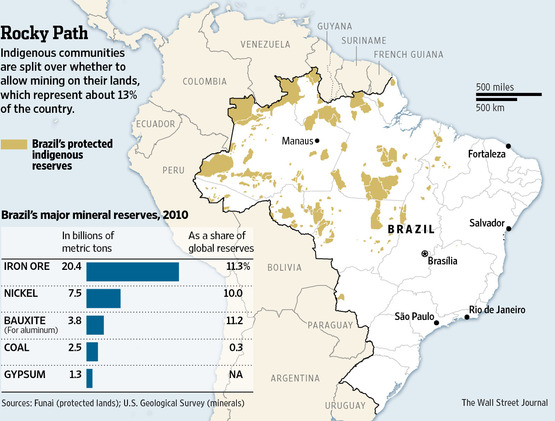 Rocky Path
Indigenous communities
are split over whether to
allow mining on their lands,
which represent about 13%
of the country.
Brazil's protected
indigenous
reserves
GUYANA
SURINAME
FRENCH GUIANA
VENEZUELA
COLOMBIA
ECUADOR
PERU
500 miles
500 km
Manaus
Fortaleza
Salvador
BRAZIL
Brasília
BOLIVIA
Rio de Janeiro
São Paulo
PARAGUAY
ARGENTINA
URUGUAY
Brazil's major mineral reserves, 2010
In billions of
metric tons
As a share of
global reserves
IRON ORE 20.4 11.3%
NICKEL 7.5 10.0
BAUXITE 3.8 11.2
(For aluminum)
COAL 2.5 0.3
GYPSUM 1.3 NA
Sources: Funai (protected lands); U.S. Geological Survey (minerals)
The Wall Street Journal